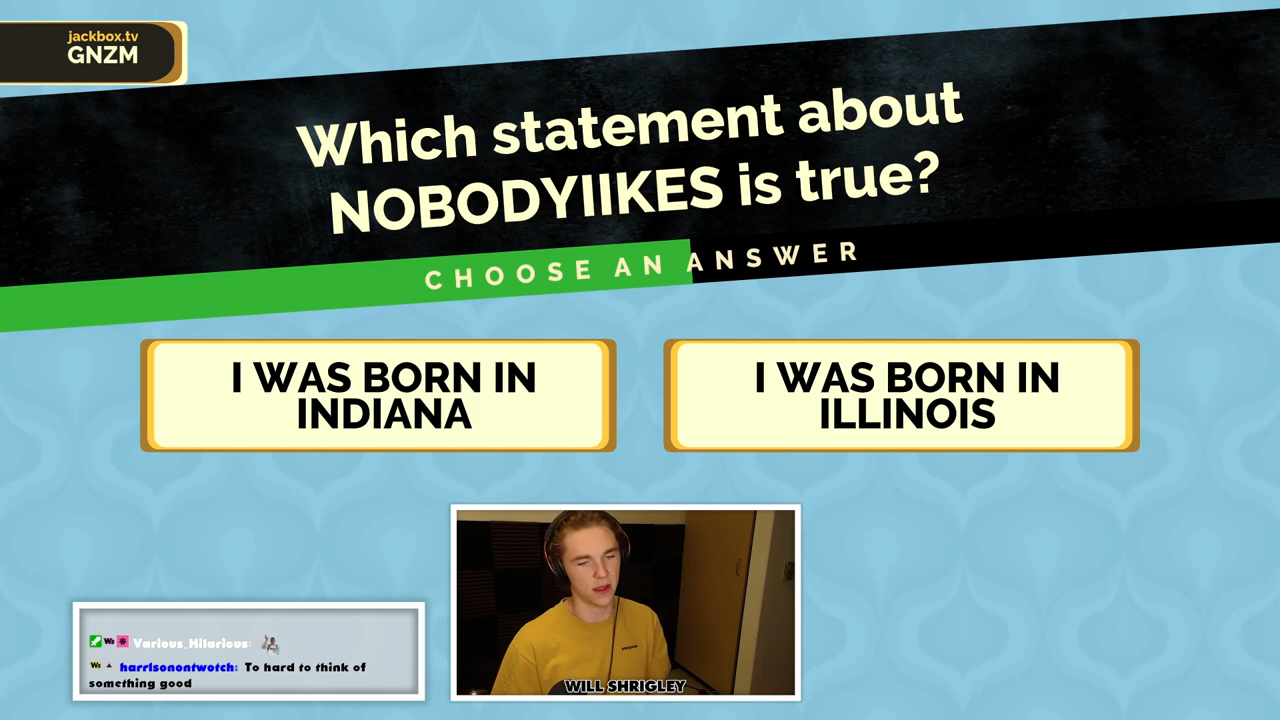 jackbox.tv
GNZM
Which statement about
NOBODYIIKES is true?
CHOOSE AN ANSWER
I WAS BORN IN
INDIANA
I WAS BORN IN
ILLINOIS
Various_Hilarious:
harrisonontwotch: To hard to think of
something good
WILL SHRIGLEY